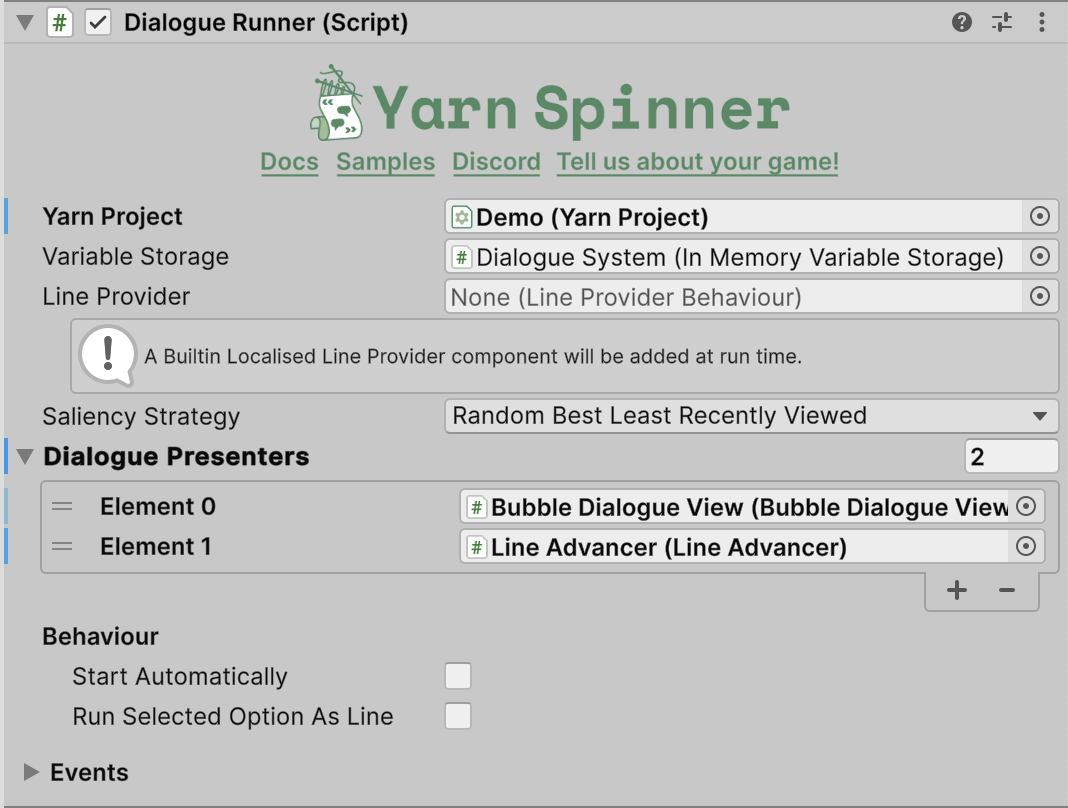 Dialogue Runner (Script)
Yarn Spinner
Docs Samples Discord Tell us about your game!
Yarn Project Demo (Yarn Project)
Variable Storage Dialogue System (In Memory Variable Storage)
Line Provider None (Line Provider Behaviour)
A Builtin Localised Line Provider component will be added at run time.
Saliency Strategy Random Best Least Recently Viewed
Dialogue Presenters 2
Element 0 Bubble Dialogue View (Bubble Dialogue View
Element 1 Line Advancer (Line Advancer)
Behaviour
Start Automatically
Run Selected Option As Line
Events